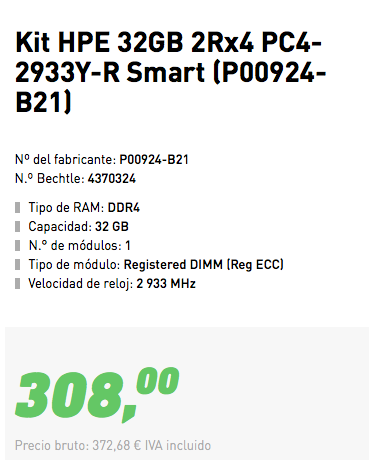 Kit HPE 32GB 2Rx4 PC4-
2933Y-R Smart (P00924-
B21)
Nº del fabricante: P00924-B21
N.º Bechtle: 4370324
Tipo de RAM: DDR4
Capacidad: 32 GB
N.º de módulos: 1
Tipo de módulo: Registered DIMM (Reg ECC)
Velocidad de reloj: 2 933 MHz
308,00
Precio bruto: 372,68 € IVA incluido